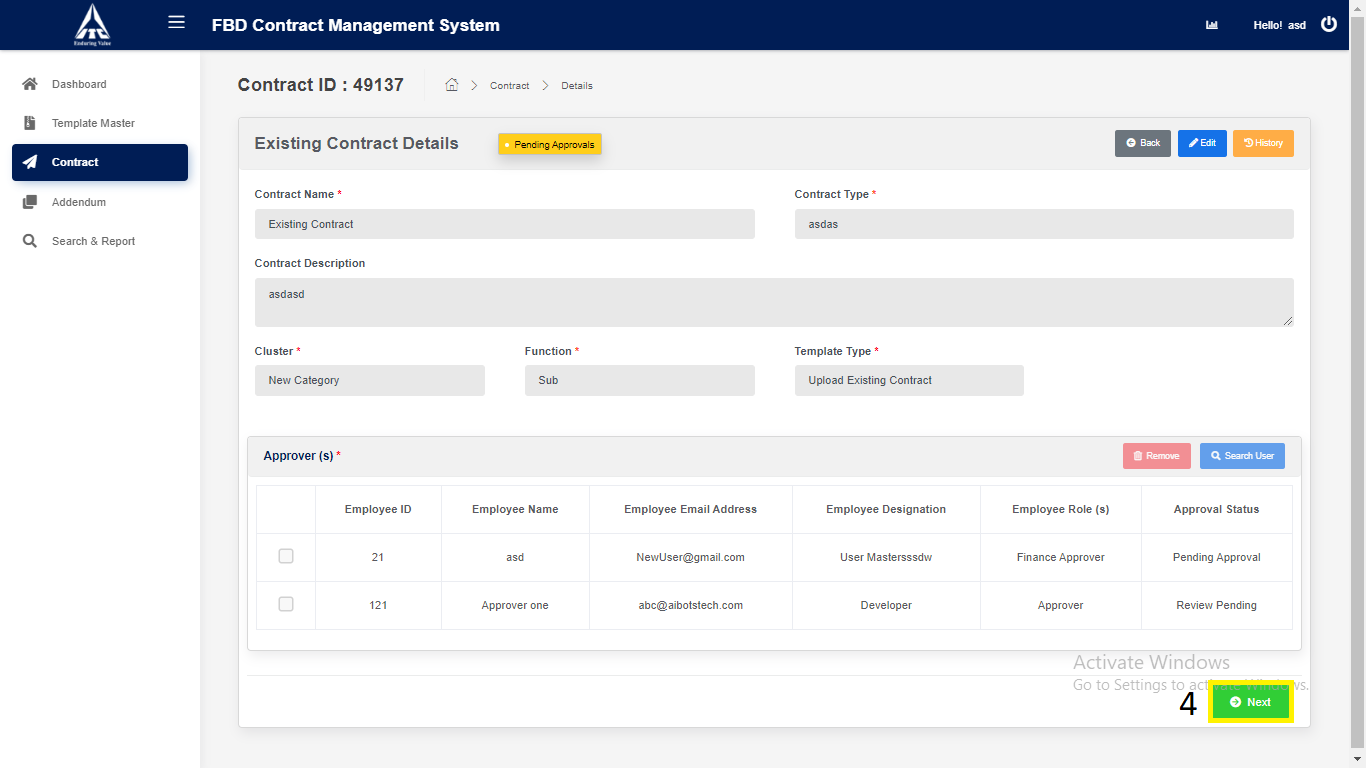 ITC
Enduring Value
FBD Contract Management System
Hello! asd
Dashboard
Template Master
Contract
Addendum
Search & Report
Contract ID : 49137
Contract
Details
Existing Contract Details
Pending Approvals
Back
Edit
History
Contract Name *
Contract Type *
Existing Contract
asdas
Contract Description
asdasd
Cluster *
Function *
Template Type *
New Category
Sub
Upload Existing Contract
Approver (s) *
Remove
Search User
Employee ID
Employee Name
Employee Email Address
Employee Designation
Employee Role (s)
Approval Status
21
asd
NewUser@gmail.com
User Mastersssdw
Finance Approver
Pending Approval
121
Approver one
abc@aibotstech.com
Developer
Approver
Review Pending
Activate Windows
Go to Settings to activate Windows.
4
Next